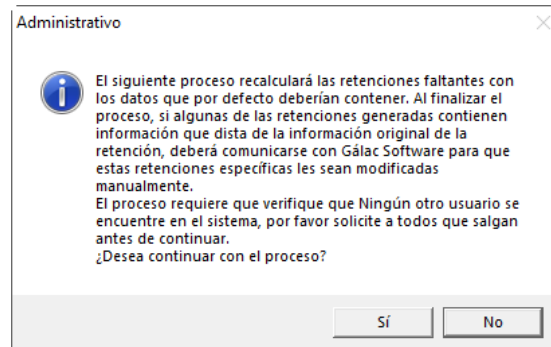 Administrativo
El siguiente proceso recalculará las retenciones faltantes con
los datos que por defecto deberían contener. Al finalizar el
proceso, si algunas de las retenciones generadas contienen
información que dista de la información original de la
retención, deberá comunicarse con Gálac Software para que
estas retenciones específicas les sean modificadas
manualmente.
El proceso requiere que verifique que Ningún otro usuario se
encuentre en el sistema, por favor solicite a todos que salgan
antes de continuar.
¿Desea continuar con el proceso?
Sí
No